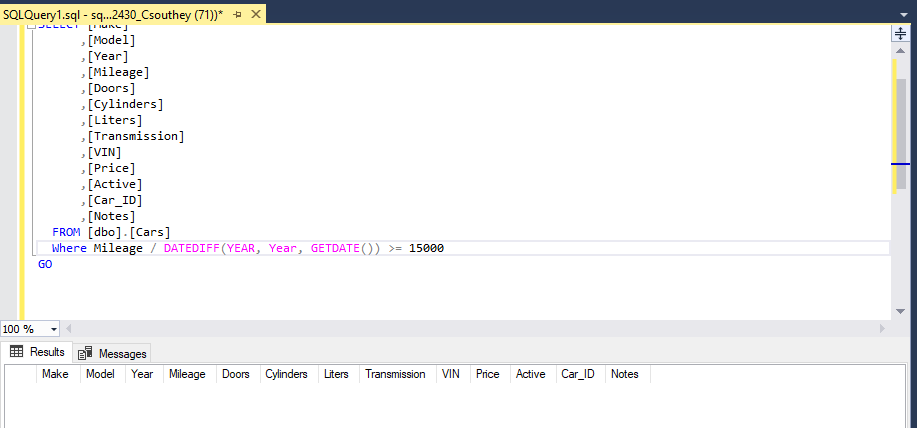 SQLQuery1.sql - sq...2430_Csouthey (71))*
SELECT [Make]
,[Model]
,[Year]
,[Mileage]
,[Doors]
,[Cylinders]
,[Liters]
,[Transmission]
,[VIN]
,[Price]
,[Active]
,[Car_ID]
,[Notes]
FROM [dbo].[Cars]
Where Mileage / DATEDIFF(YEAR, Year, GETDATE()) >= 15000
GO
100 %
Results Messages
Make Model Year Mileage Doors Cylinders Liters Transmission VIN Price Active Car_ID Notes